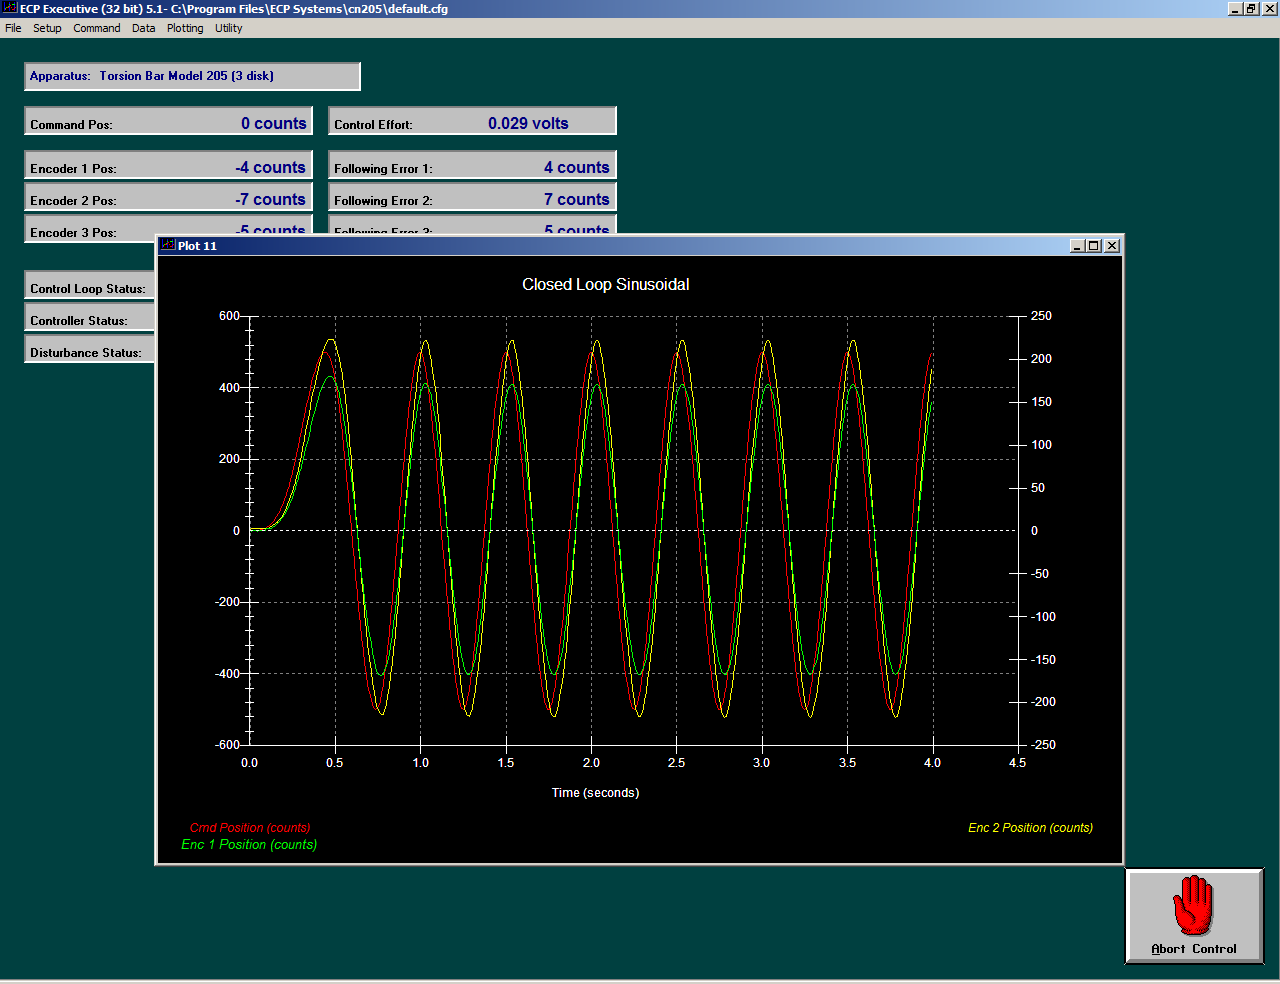 ECP Executive (32 bit) 5.1- C:\Program Files\ECP Systems\cn205\default.cfg
File Setup Command Data Plotting Utility
Apparatus: Torsion Bar Model 205 (3 disk)
Command Pos: 0 counts Control Effort: 0.029 volts
Encoder 1 Pos: -4 counts Following Error 1: 4 counts
Encoder 2 Pos: -7 counts Following Error 2: 7 counts
Encoder 3 Pos: -5 counts Following Error 3: 5 counts
Control Loop Status:
Controller Status:
Disturbance Status:
Plot 11
Closed Loop Sinusoidal
600 250
200
400
150
100
200
50
0 0
-50
-200 -100
-150
-400
-200
-600 -250
0.0 0.5 1.0 1.5 2.0 2.5 3.0 3.5 4.0 4.5
Time (seconds)
Cmd Position (counts) Enc 2 Position (counts)
Enc 1 Position (counts)
Abort Control